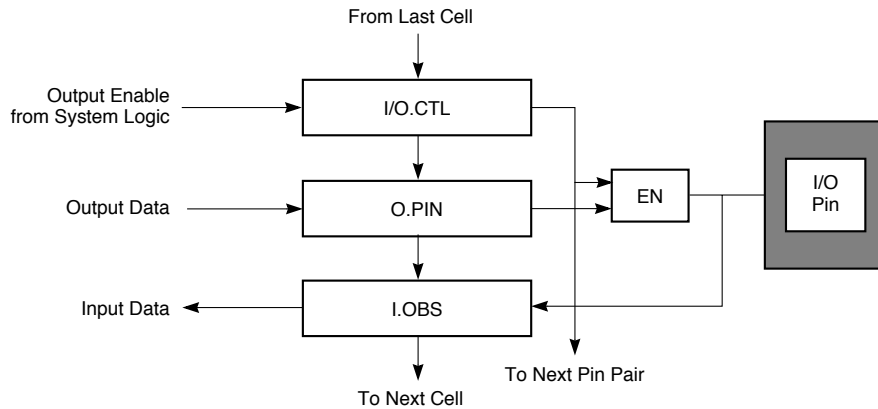 From Last Cell
Output Enable
from System Logic
I/O.CTL
Output Data
O.PIN
EN
I/O
Pin
Input Data
I.OBS
To Next Cell
To Next Pin Pair